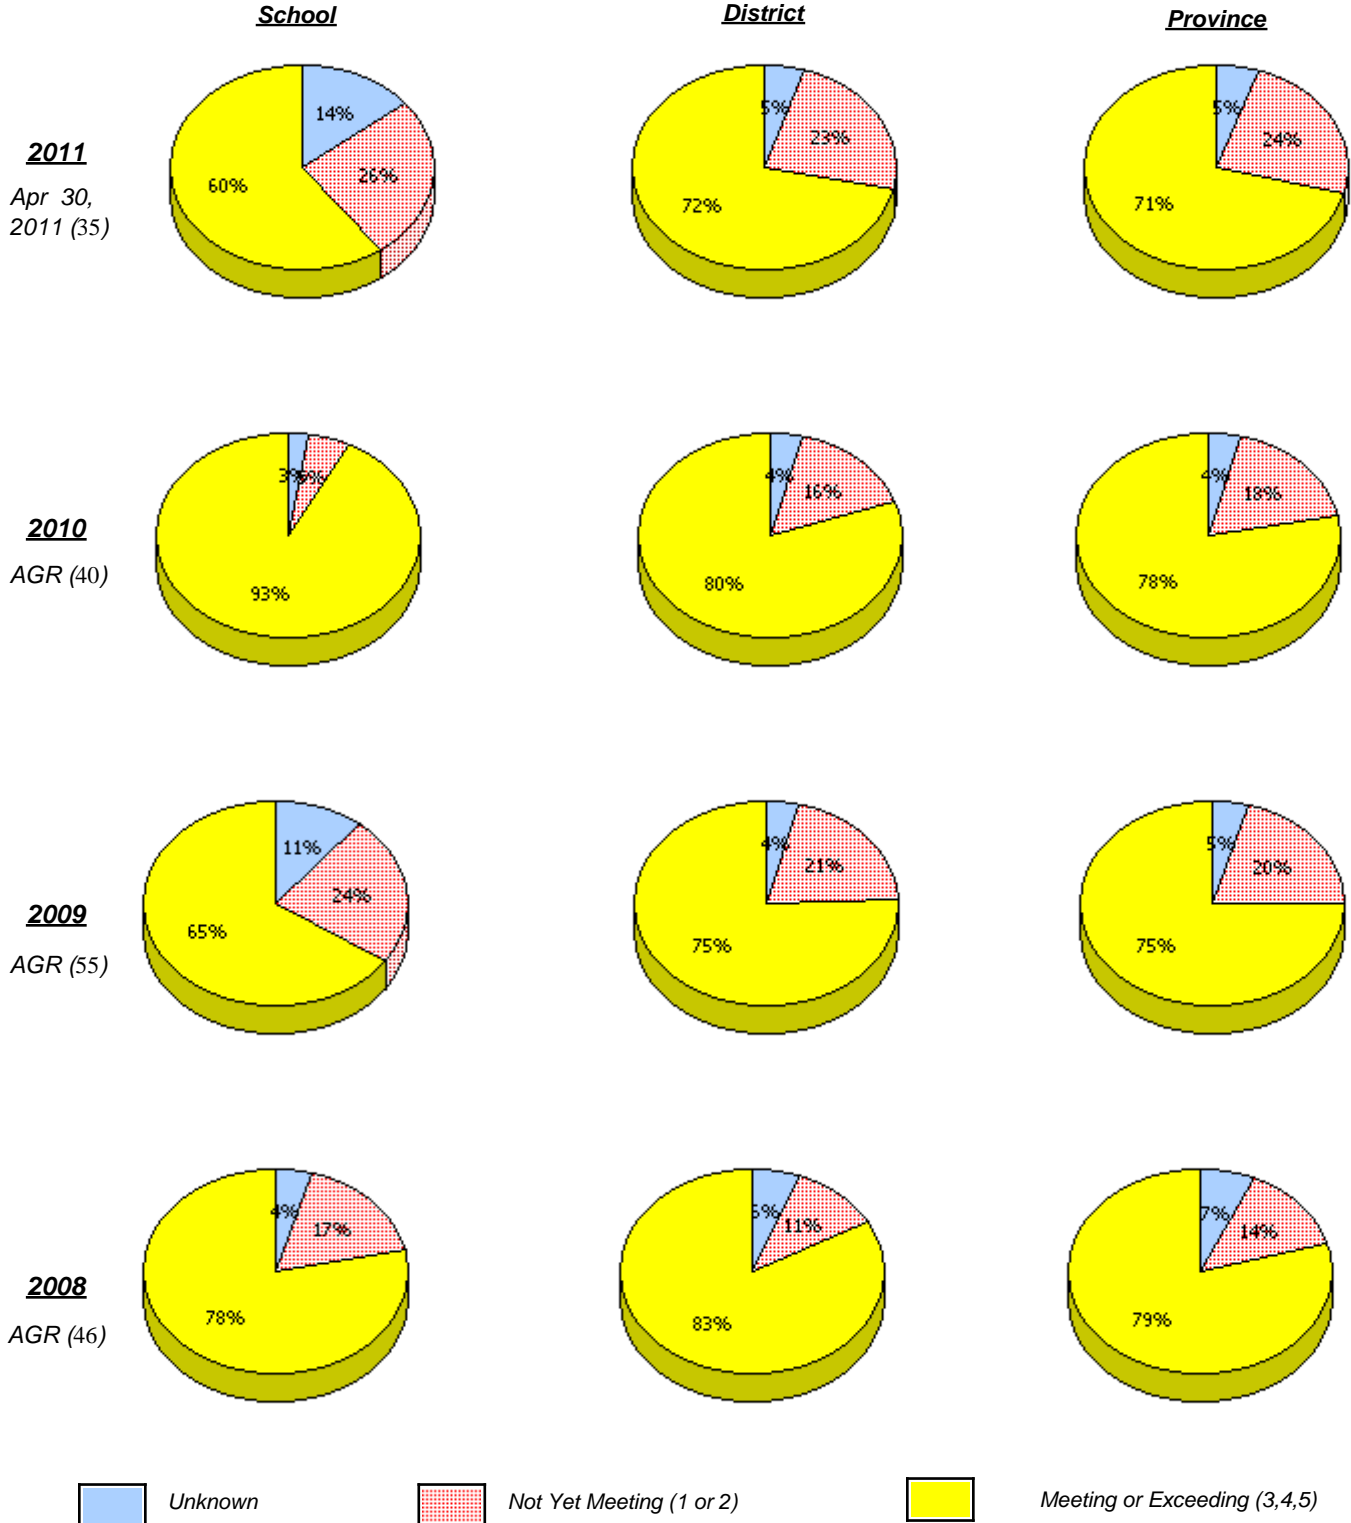 School District Province
2011
Apr 30,
2011 (35)
14% 26% 60%
5% 23% 72%
5% 24% 71%
2010
AGR (40)
3% 5% 93%
4% 16% 80%
4% 18% 78%
2009
AGR (55)
11% 24% 65%
4% 21% 75%
5% 20% 75%
2008
AGR (46)
4% 17% 78%
11% 83%
7% 14% 79%
Unknown Not Yet Meeting (1 or 2) Meeting or Exceeding (3,4,5)